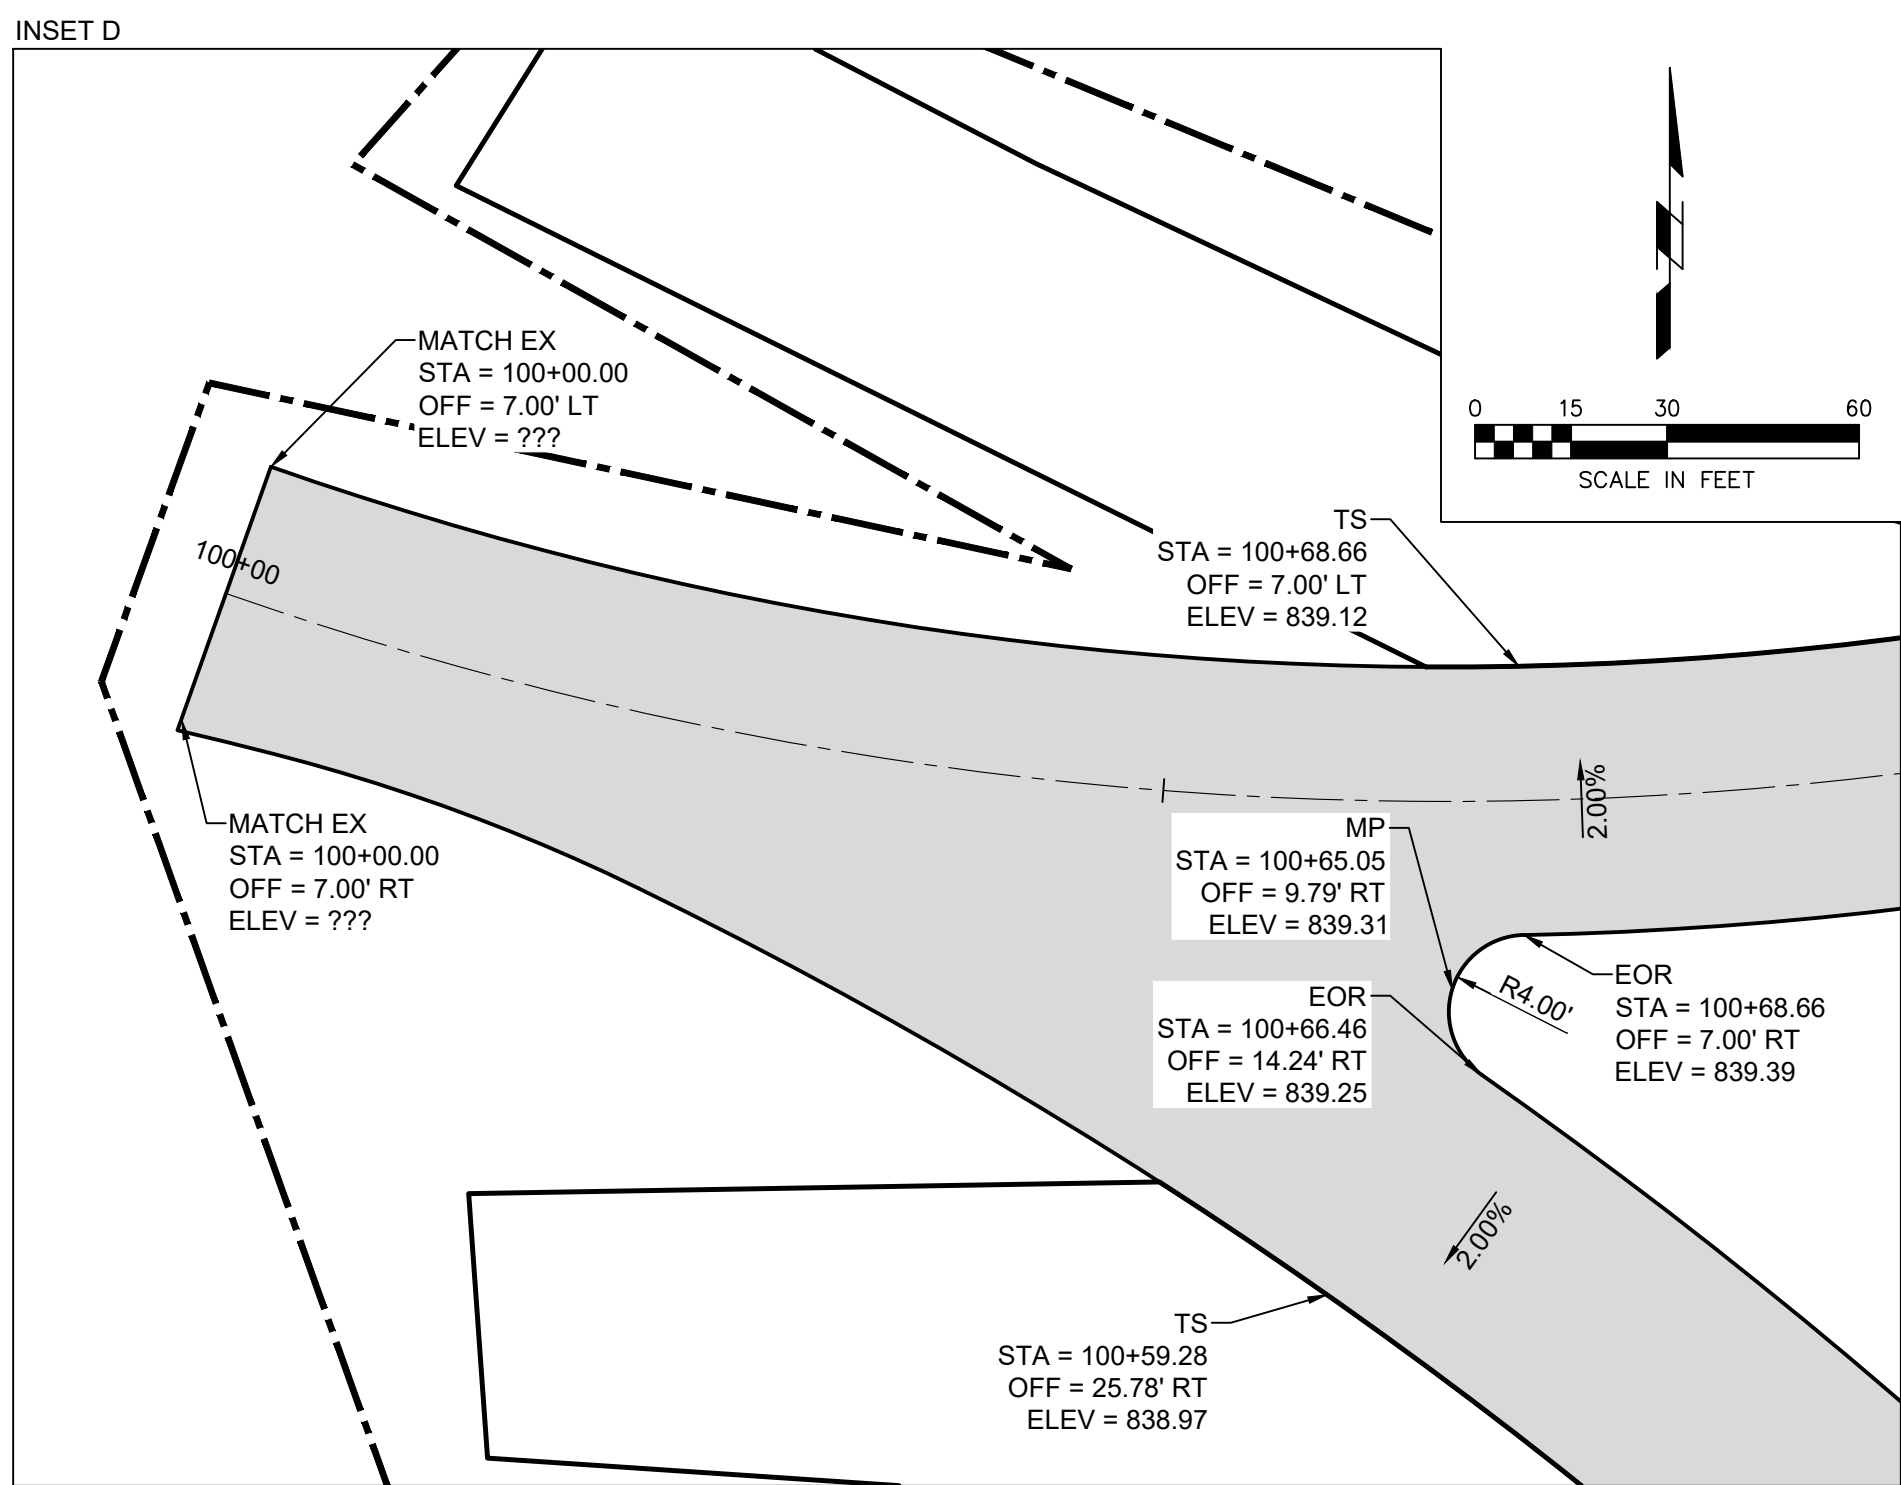 INSET D
0 15 30 60
SCALE IN FEET
MATCH EX
STA = 100+00.00
OFF = 7.00' LT
ELEV = ???
TS
STA = 100+68.66
OFF = 7.00' LT
ELEV = 839.12
100+00
2.00%
MATCH EX
STA = 100+00.00
OFF = 7.00' RT
ELEV = ???
MP
STA = 100+65.05
OFF = 9.79' RT
ELEV = 839.31
EOR
STA = 100+66.46
OFF = 14.24' RT
ELEV = 839.25
R4.00'
EOR
STA = 100+68.66
OFF = 7.00' RT
ELEV = 839.39
2.00%
TS
STA = 100+59.28
OFF = 25.78' RT
ELEV = 838.97